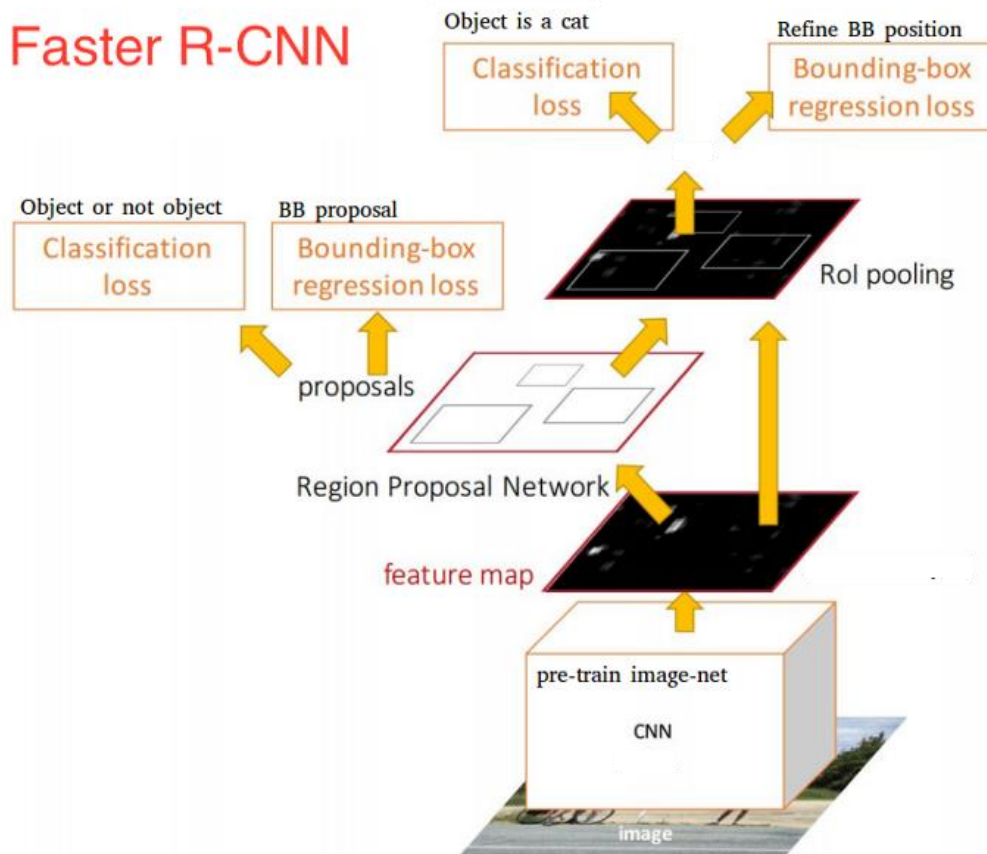 Faster R-CNN
Object is a cat
Classification
loss
Refine BB position
Bounding-box
regression loss
Object or not object
Classification
loss
BB proposal
Bounding-box
regression loss
RoI pooling
proposals
Region Proposal Network
feature map
pre-train image-net
CNN
image